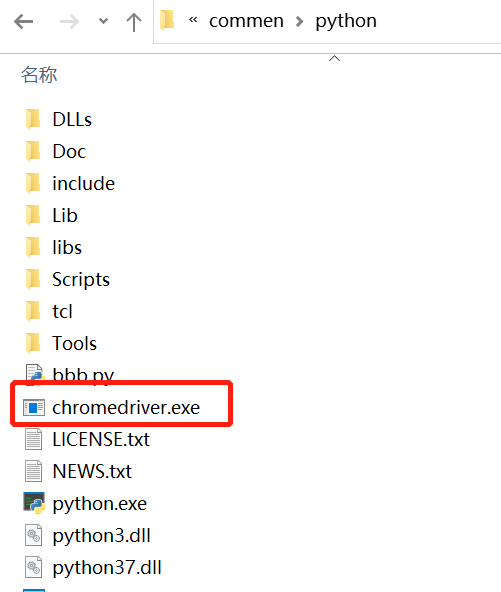 « commen > python
名称
DLLs
Doc
include
Lib
libs
Scripts
tcl
Tools
bbb.py
chromedriver.exe
LICENSE.txt
NEWS.txt
python.exe
python3.dll
python37.dll